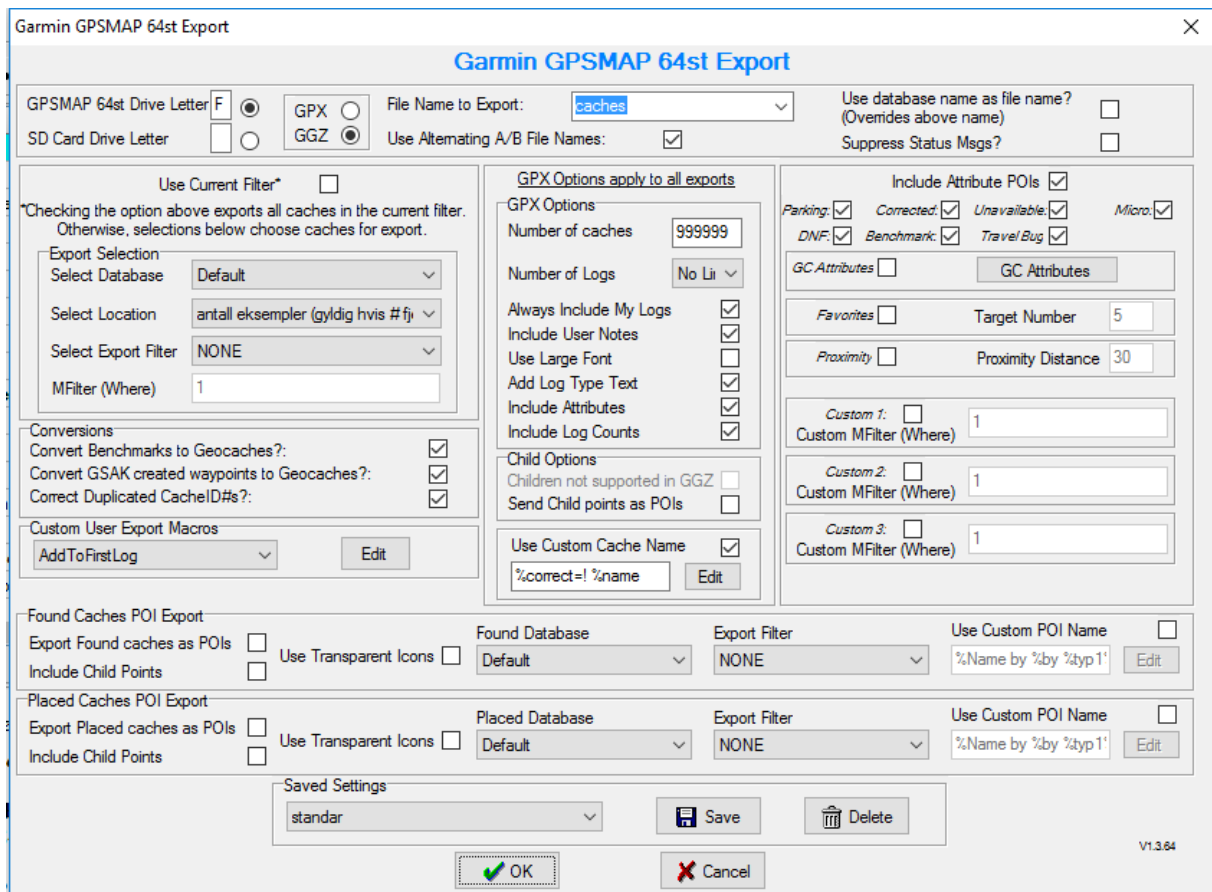 Garmin GPSMAP 64st Export
Garmin GPSMAP 64st Export
GPSMAP 64st Drive Letter F
SD Card Drive Letter
GPX
GGZ
File Name to Export: caches
Use Alternating A/B File Names:
Use database name as file name?
(Overrides above name)
Suppress Status Msgs?
Use Current Filter*
*Checking the option above exports all caches in the current filter.
Otherwise, selections below choose caches for export.
Export Selection
Select Database Default
Select Location antall eksempler (gyldig hvis # fj
Select Export Filter NONE
MFilter (Where) 1
Conversions
Convert Benchmarks to Geocaches?:
Convert GSAK created waypoints to Geocaches?:
Correct Duplicated CacheID#s?:
Custom User Export Macros
AddToFirstLog Edit
GPX Options apply to all exports
GPX Options
Number of caches 999999
Number of Logs No Lir
Always Include My Logs
Include User Notes
Use Large Font
Add Log Type Text
Include Attributes
Include Log Counts
Child Options
Children not supported in GGZ
Send Child points as POIs
Use Custom Cache Name
%correct=! %name Edit
Include Attribute POIs
Parking: Corrected: Unavailable: Micro:
DNF: Benchmark: Travel Bug
GC Attributes GC Attributes
Favorites Target Number 5
Proximity Proximity Distance 30
Custom 1:
Custom MFilter (Where) 1
Custom 2:
Custom MFilter (Where) 1
Custom 3:
Custom MFilter (Where) 1
Found Caches POI Export
Export Found caches as POIs
Include Child Points
Use Transparent Icons
Found Database
Default
Export Filter
NONE
Use Custom POI Name
%Name by %by %typ1' Edit
Placed Caches POI Export
Export Placed caches as POIs
Include Child Points
Use Transparent Icons
Placed Database
Default
Export Filter
NONE
Use Custom POI Name
%Name by %by %typ1' Edit
Saved Settings
standar Save Delete
V1.3.64
OK Cancel